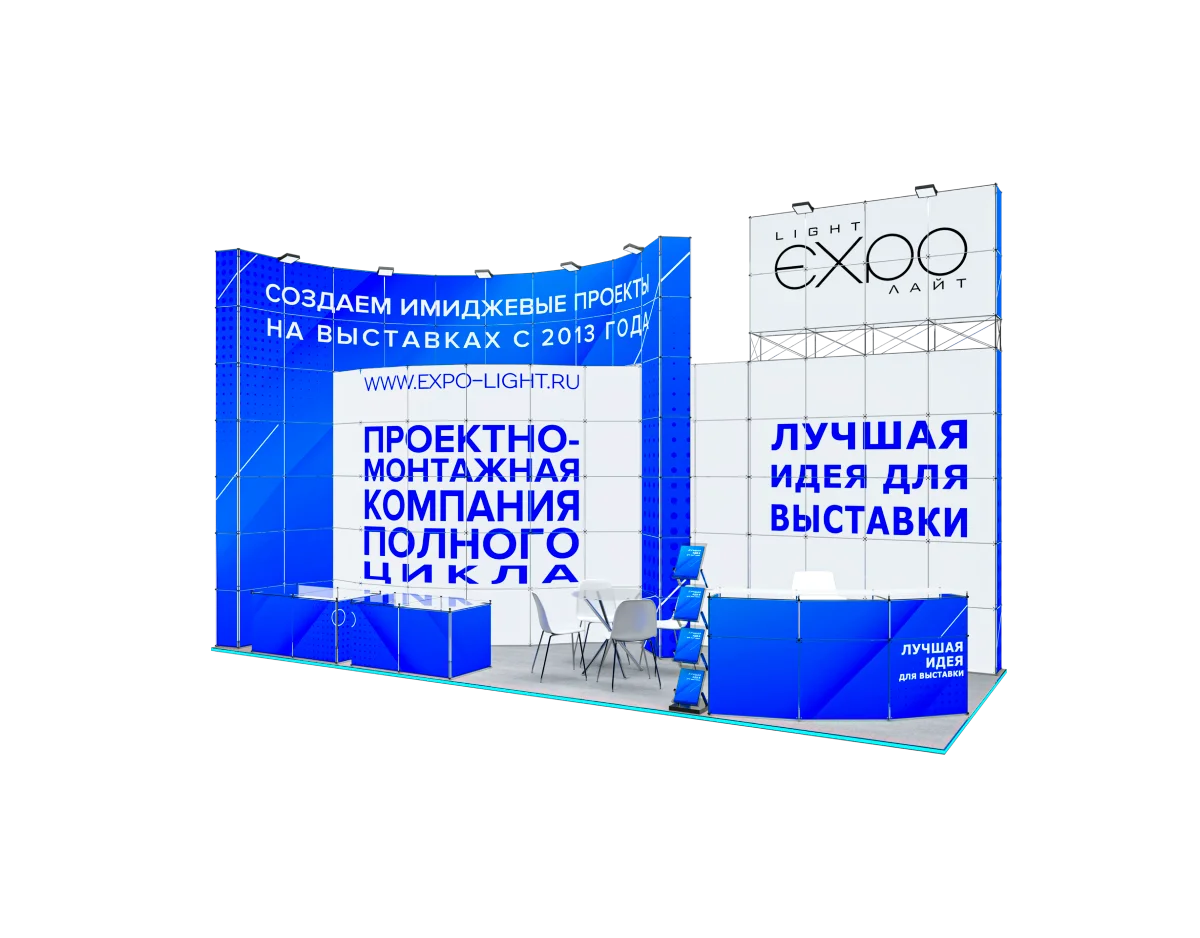 СОЗДАЕМ ИМИДЖЕВЫЕ ПРОЕКТЫ
НА ВЫСТАВКАХ С 2013 ГОДА
WWW.EXPO-LIGHT.RU
ПРОЕКТНО-
МОНТАЖНАЯ
КОМПАНИЯ
ПОЛНОГО
ЦИКЛА
LIGHT
EXPO
ЛАЙТ
ЛУЧШАЯ
ИДЕЯ ДЛЯ
ВЫСТАВКИ
ЛУЧШАЯ
ИДЕЯ
ДЛЯ ВЫСТАВКИ